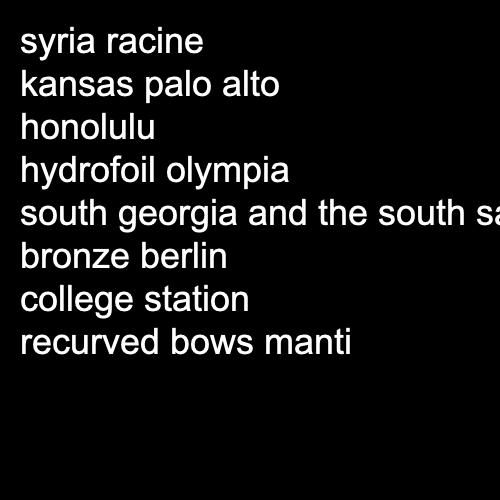 syria racine
kansas palo alto
honolulu
hydrofoil olympia
south georgia and the south
bronze berlin
college station
recurved bows manti